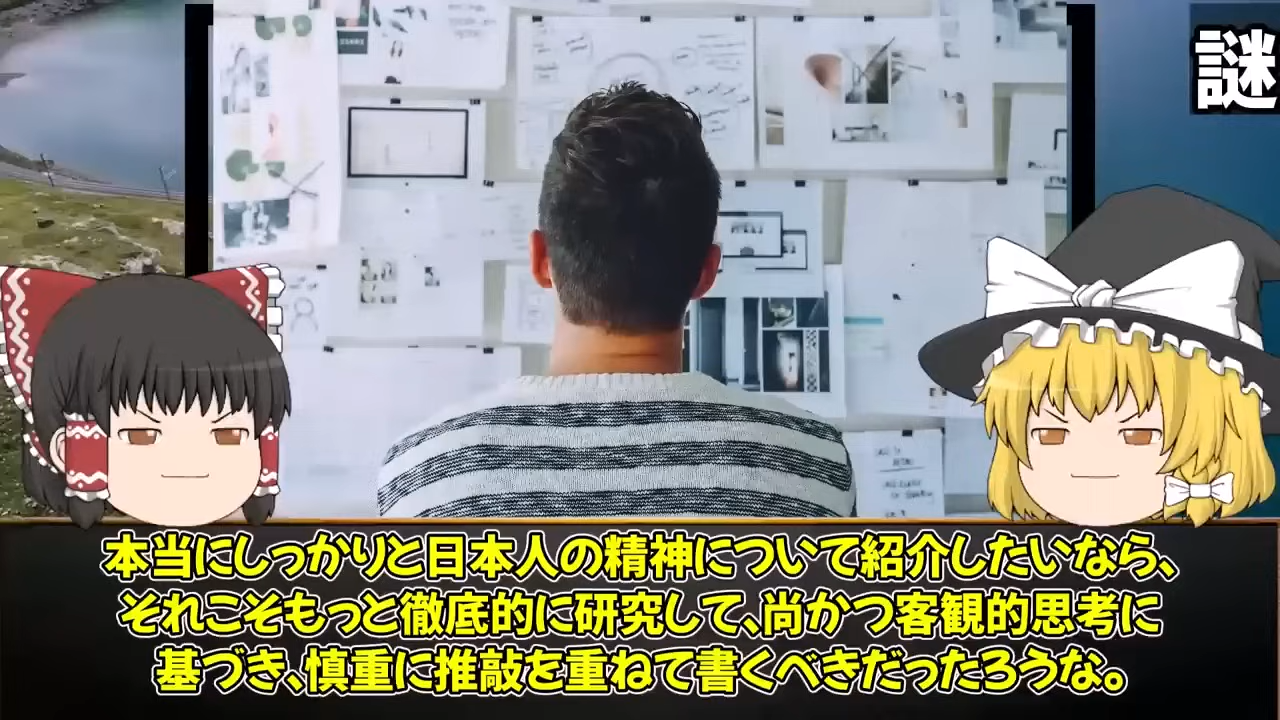 謎
本当にしっかりと日本人の精神について紹介したいなら、
それこそもっと徹底的に研究して、尚かつ客観的思考に
基づき、慎重に推敲を重ねて書くべきだったろうな。